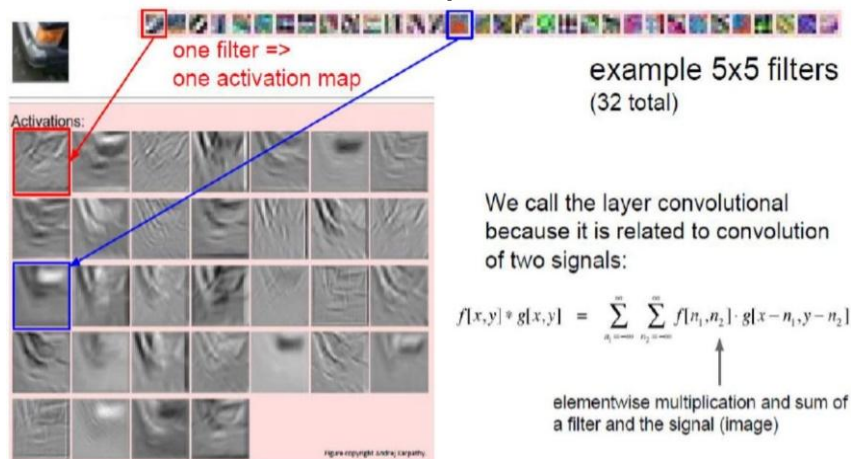 one filter =>
one activation map
example 5x5 filters
(32 total)
Activations:
We call the layer convolutional
because it is related to convolution
of two signals:
f[x,y] * g[x,y] = ∑ n₁=-∞ ∞ ∑ n₂=-∞ ∞ f[n₁,n₂]·g[x-n₁,y-n₂]
elementwise multiplication and sum of
a filter and the signal (image)
Figure copyright Andrej Karpathy.